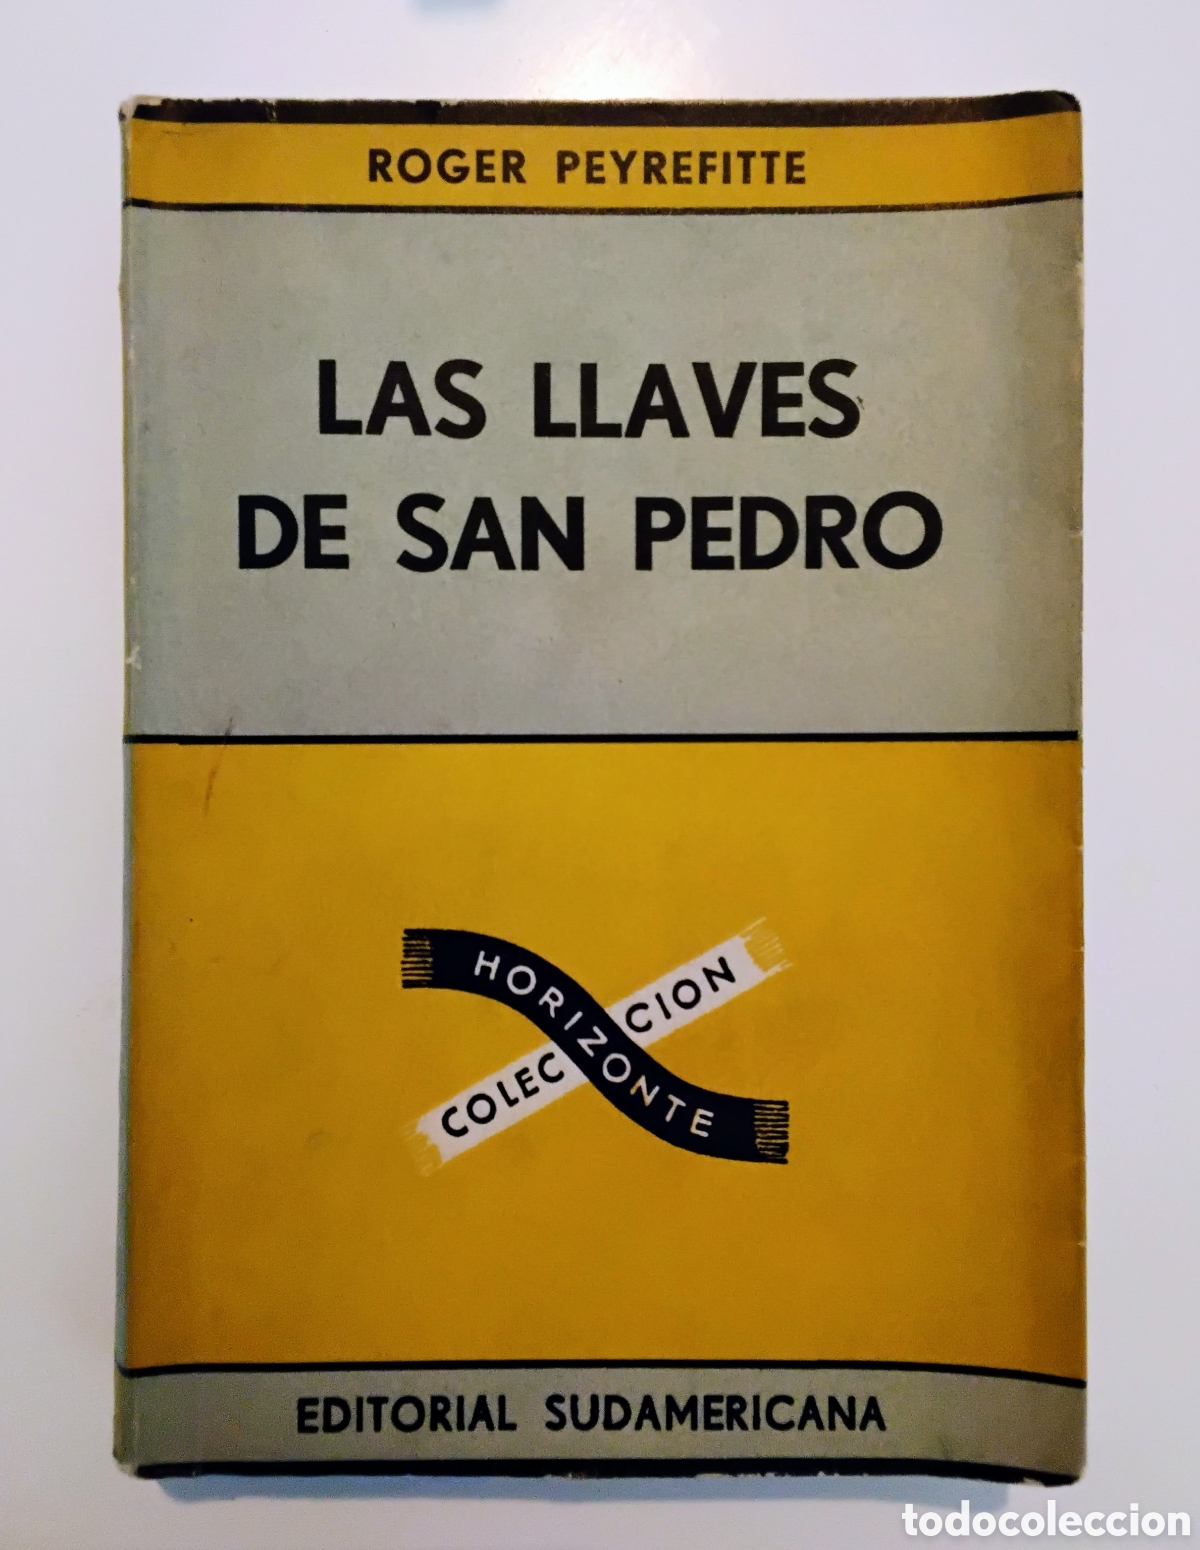 ROGER PEYREFITTE
LAS LLAVES
DE SAN PEDRO
COLECCION
HORIZONTE
EDITORIAL SUDAMERICANA
todocoleccion